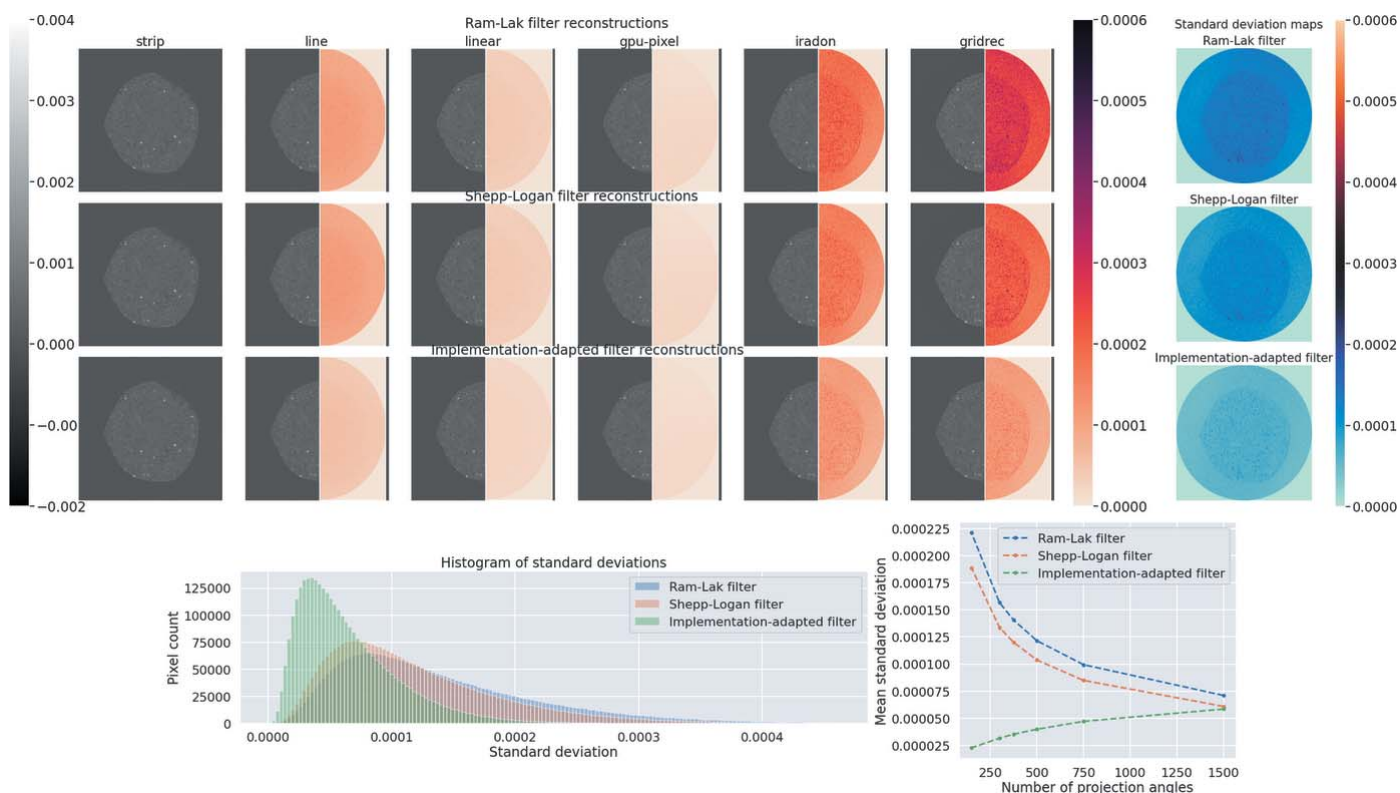 0.004
0.003
0.002
0.001
0.000
−0.00
−0.002
Ram-Lak filter reconstructions
strip line linear gpu-pixel iradon gridrec
Shepp-Logan filter reconstructions
Implementation-adapted filter reconstructions
0.0006
0.0005
0.0004
0.0003
0.0002
0.0001
0.0000
Standard deviation maps
Ram-Lak filter
Shepp-Logan filter
Implementation-adapted filter
0.0006
0.0005
0.0004
0.0003
0.0002
0.0001
0.0000
Histogram of standard deviations
Ram-Lak filter
Shepp-Logan filter
Implementation-adapted filter
Pixel count
125000
100000
75000
50000
25000
0
0.0000 0.0001 0.0002 0.0003 0.0004
Standard deviation
Ram-Lak filter
Shepp-Logan filter
Implementation-adapted filter
Mean standard deviation
0.000225
0.000200
0.000175
0.000150
0.000125
0.000100
0.000075
0.000050
0.000025
250 500 750 1000 1250 1500
Number of projection angles